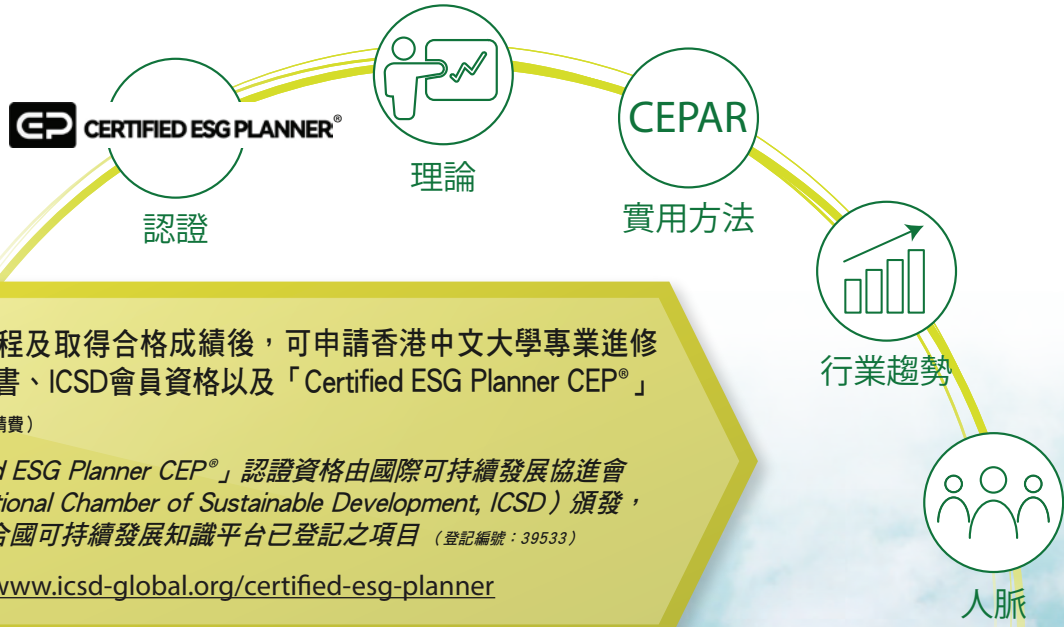 CEP CERTIFIED ESG PLANNER®
認證
理論
CEPAR
實用方法
行業趨勢
人脈
程及取得合格成績後，可申請香港中文大學專業進修
書、ICSD會員資格以及「Certified ESG Planner CEP®」
請費）
d ESG Planner CEP®」認證資格由國際可持續發展協進會
tional Chamber of Sustainable Development, ICSD）頒發，
合國可持續發展知識平台已登記之項目（登記編號：39533）
www.icsd-global.org/certified-esg-planner